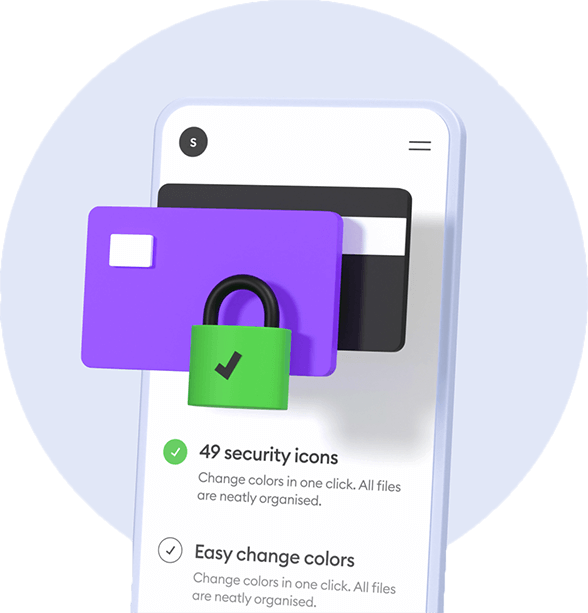 S
49 security icons
Change colors in one click. All files
are neatly organised.
Easy change colors
Change colors in one click. All files
are neatly organised.